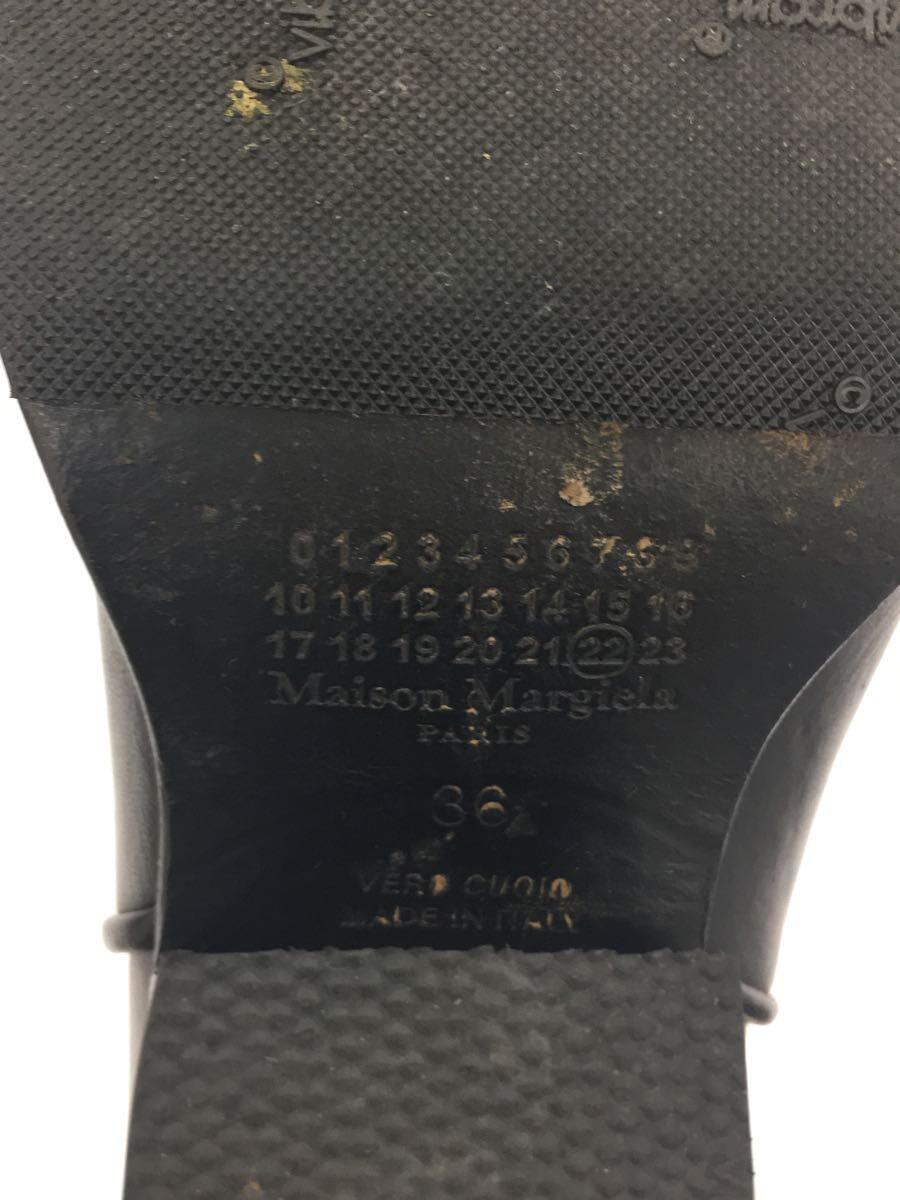 0 1 2 3 4 5 6 7 8 9
10 11 12 13 14 15 16
17 18 19 20 21 22 23
Maison Margiela
PARIS
36
VERO CUOIO
MADE IN ITALY